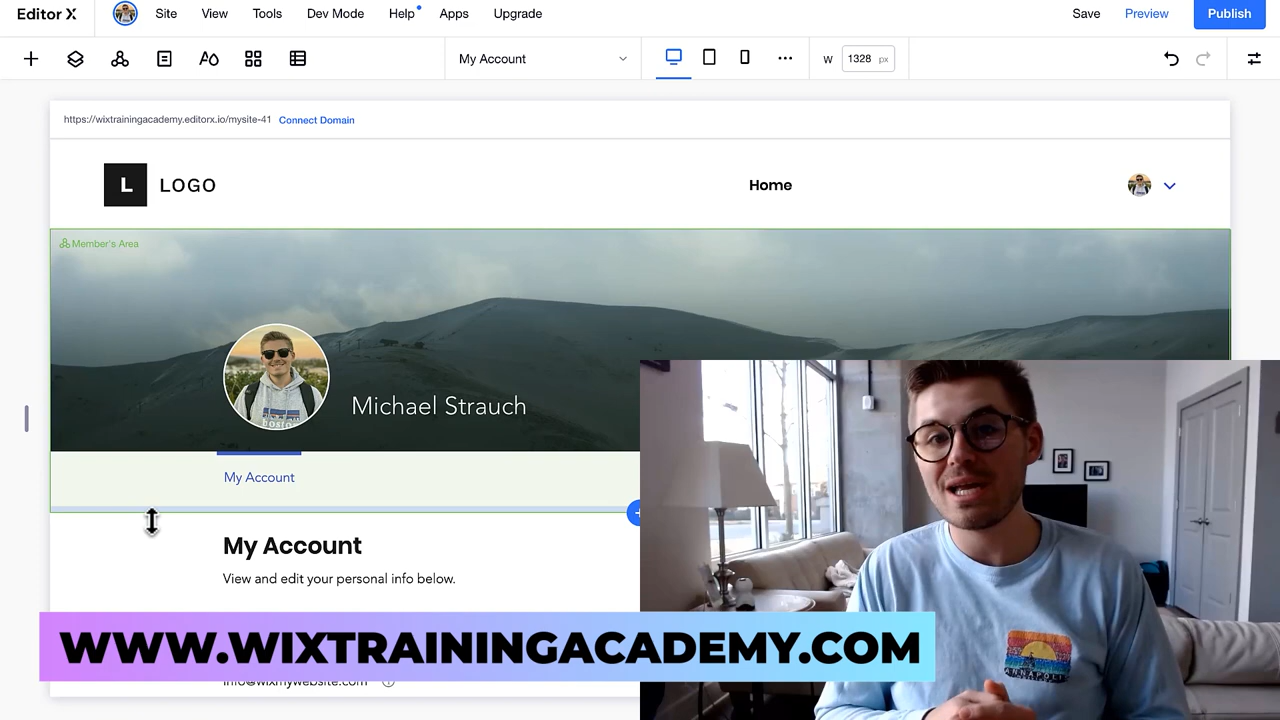 Editor X Site View Tools Dev Mode Help Apps Upgrade Save Preview Publish
My Account W 1328 px
https://wixtrainingacademy.editorx.io/mysite-41 Connect Domain
L LOGO Home
Member's Area
Michael Strauch
My Account
My Account
View and edit your personal info below.
WWW.WIXTRAININGACADEMY.COM
info@wixmywebsite.com